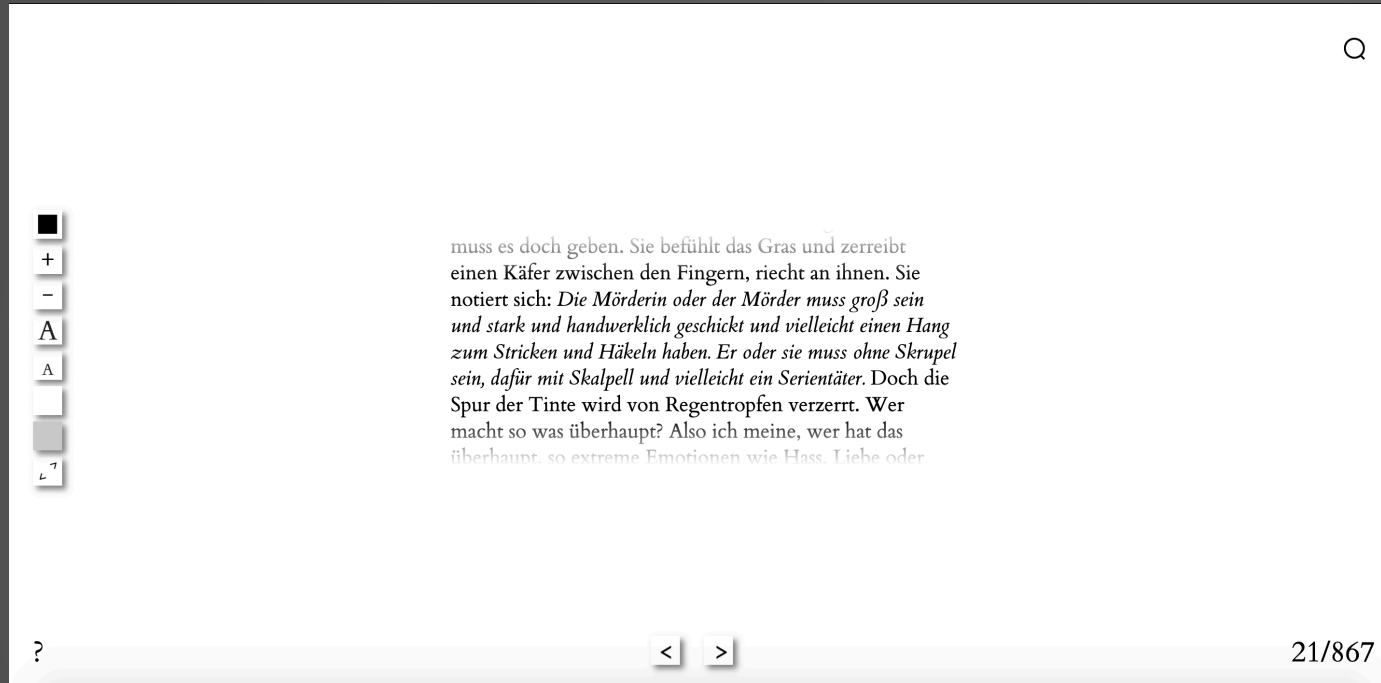 muss es doch geben. Sie befühlt das Gras und zerreibt
einen Käfer zwischen den Fingern, riecht an ihnen. Sie
notiert sich: Die Mörderin oder der Mörder muss groß sein
und stark und handwerklich geschickt und vielleicht einen Hang
zum Stricken und Häkeln haben. Er oder sie muss ohne Skrupel
sein, dafür mit Skalpell und vielleicht ein Serientäter. Doch die
Spur der Tinte wird von Regentropfen verzerrt. Wer
macht so was überhaupt? Also ich meine, wer hat das
überhaupt, so extreme Emotionen wie Hass, Liebe oder
+
−
A
A
?
<
>
21/867